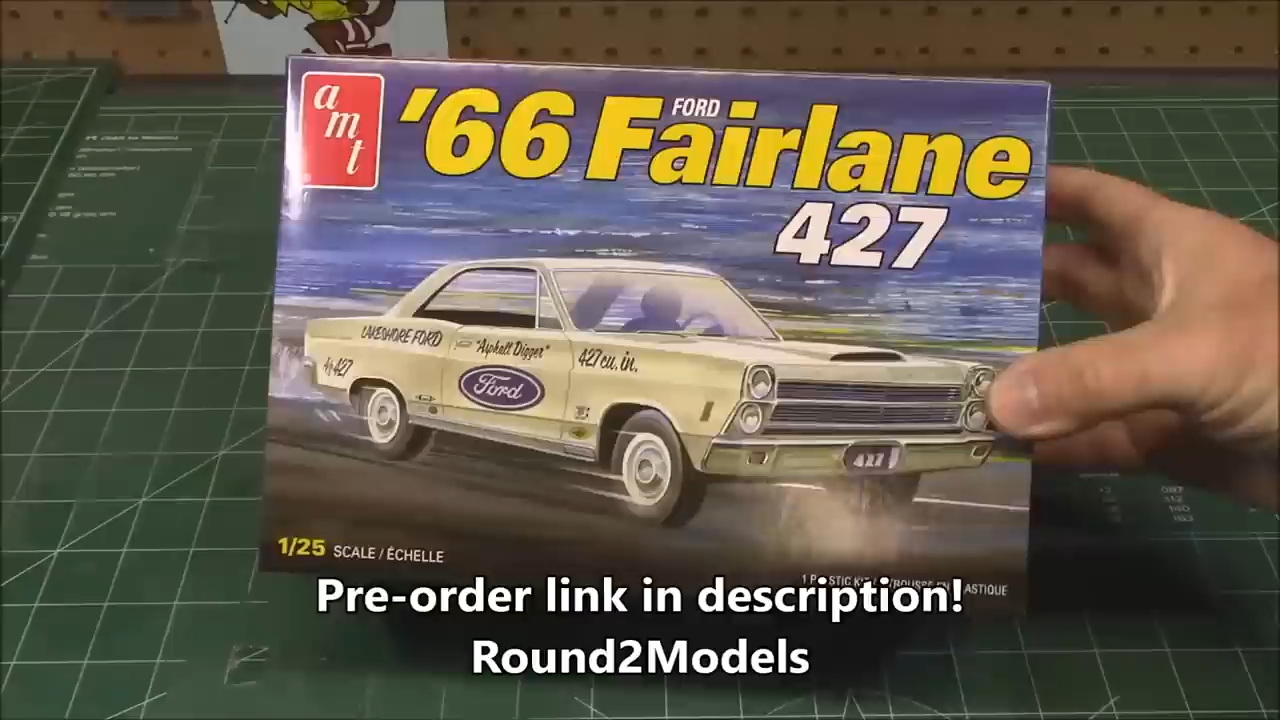 amt
'66 FORD Fairlane
427
LAKESHORE FORD
"Asphalt Digger"
427 cu. in.
Ford
427
1/25 SCALE / ÉCHELLE
Pre-order link in description!
Round2Models